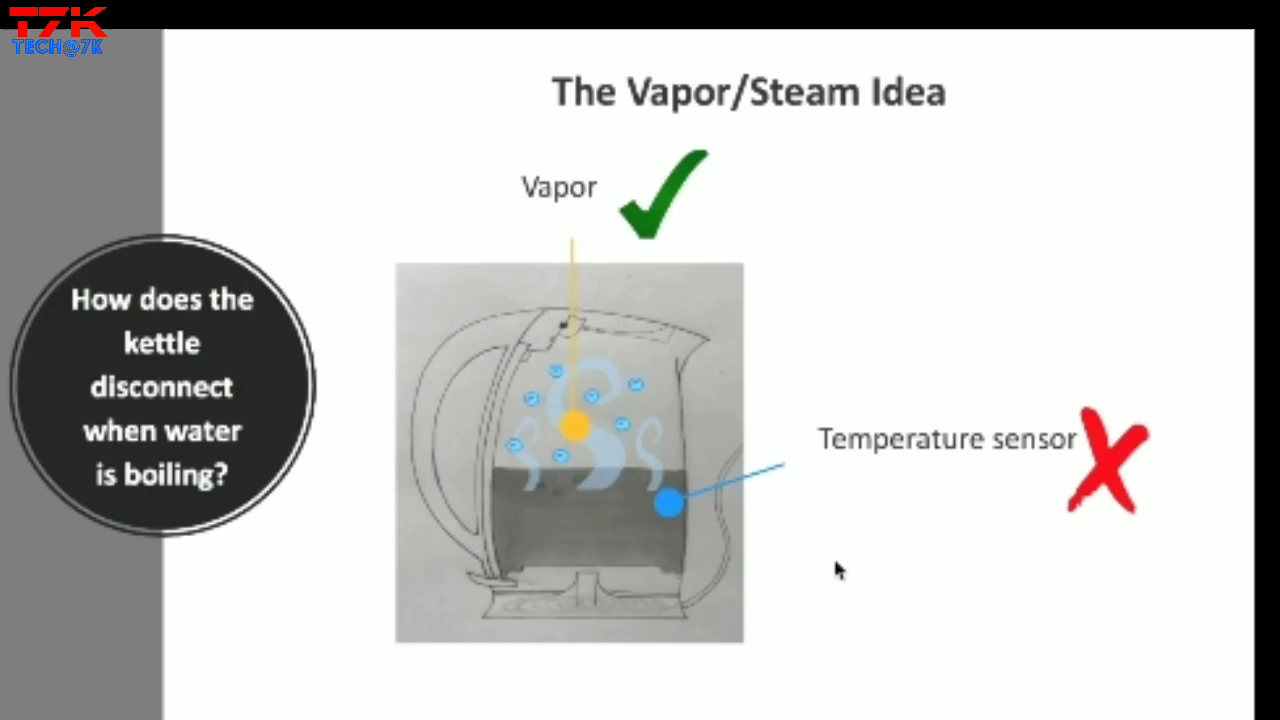 T7K
TECH@7K
The Vapor/Steam Idea
Vapor
How does the
kettle
disconnect
when water
is boiling?
Temperature sensor